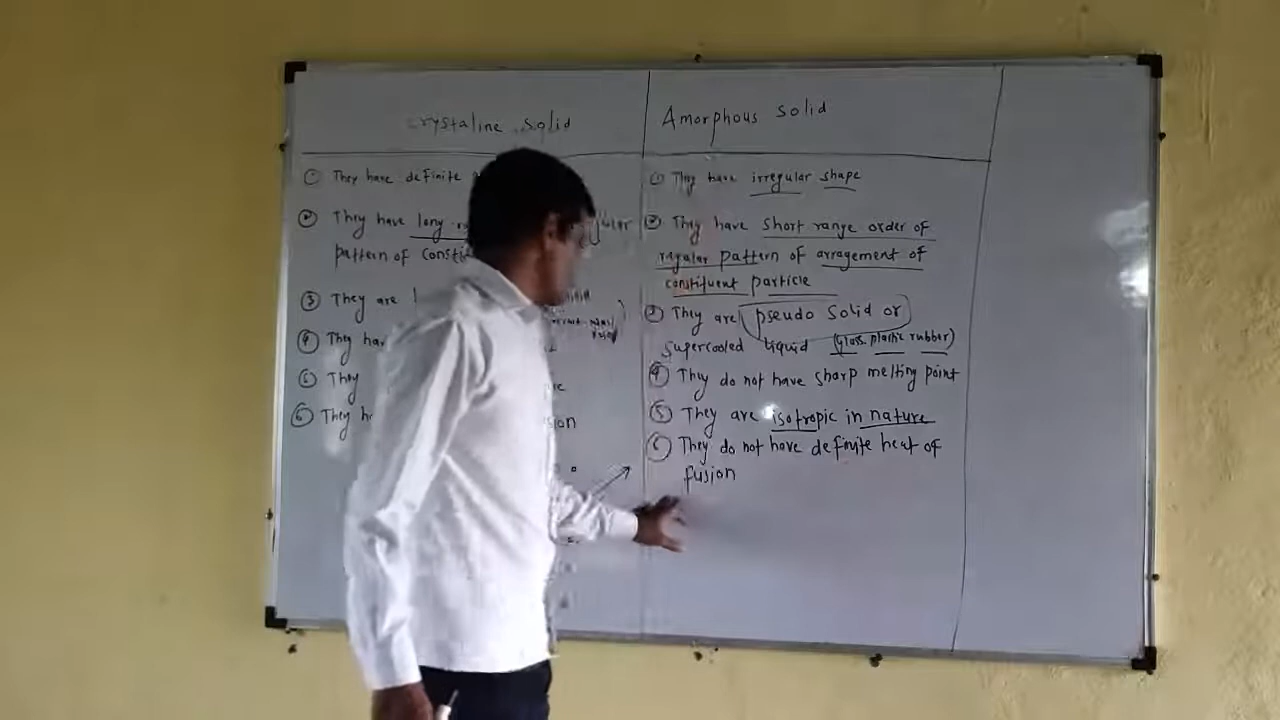 crystaline solid
① They have definite
② They have long
pattern of consti
③ They are
④ They hav
⑤ They
⑥ They h
Amorphous solid
① They have irregular shape
② They have short range order of
regular pattern of arragement of
constituent particle
③ They are pseudo solid or
supercooled liquid (glass plastic rubber)
④ They do not have sharp melting point
⑤ They are isotropic in nature
⑥ They do not have definite heat of
fusion